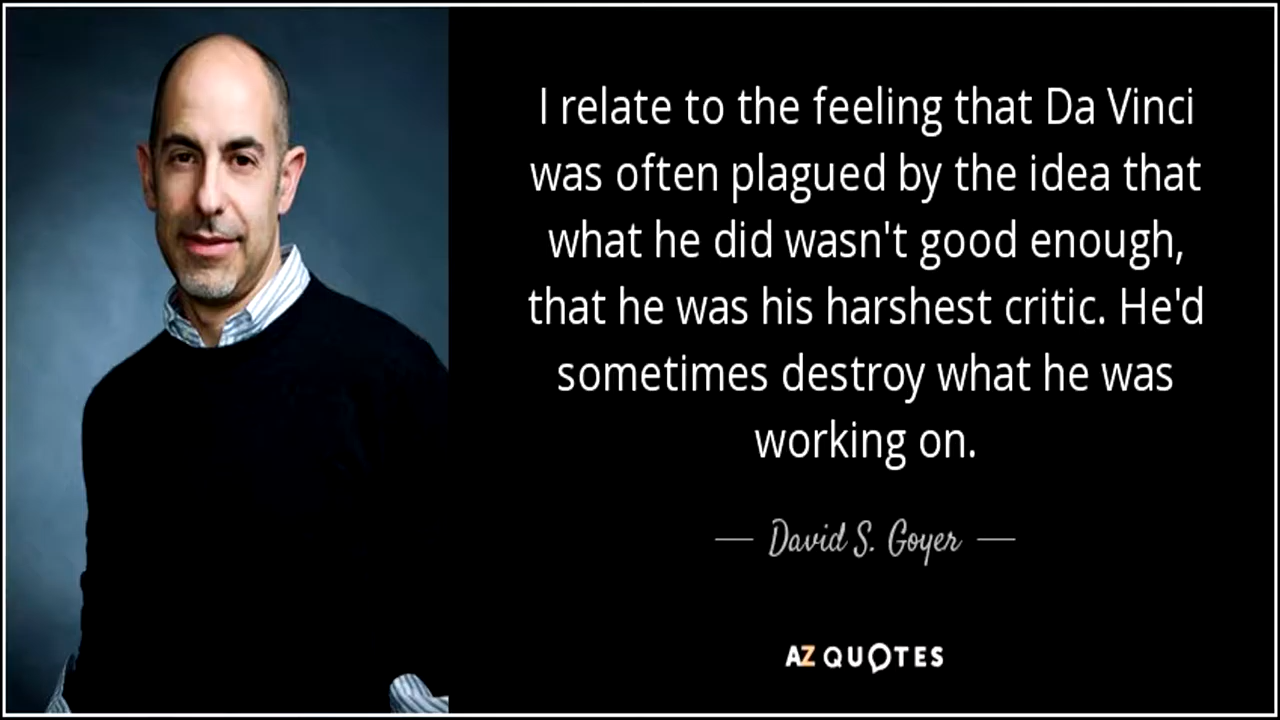 I relate to the feeling that Da Vinci
was often plagued by the idea that
what he did wasn't good enough,
that he was his harshest critic. He'd
sometimes destroy what he was
working on.
— David S. Goyer —
AZ QUOTES